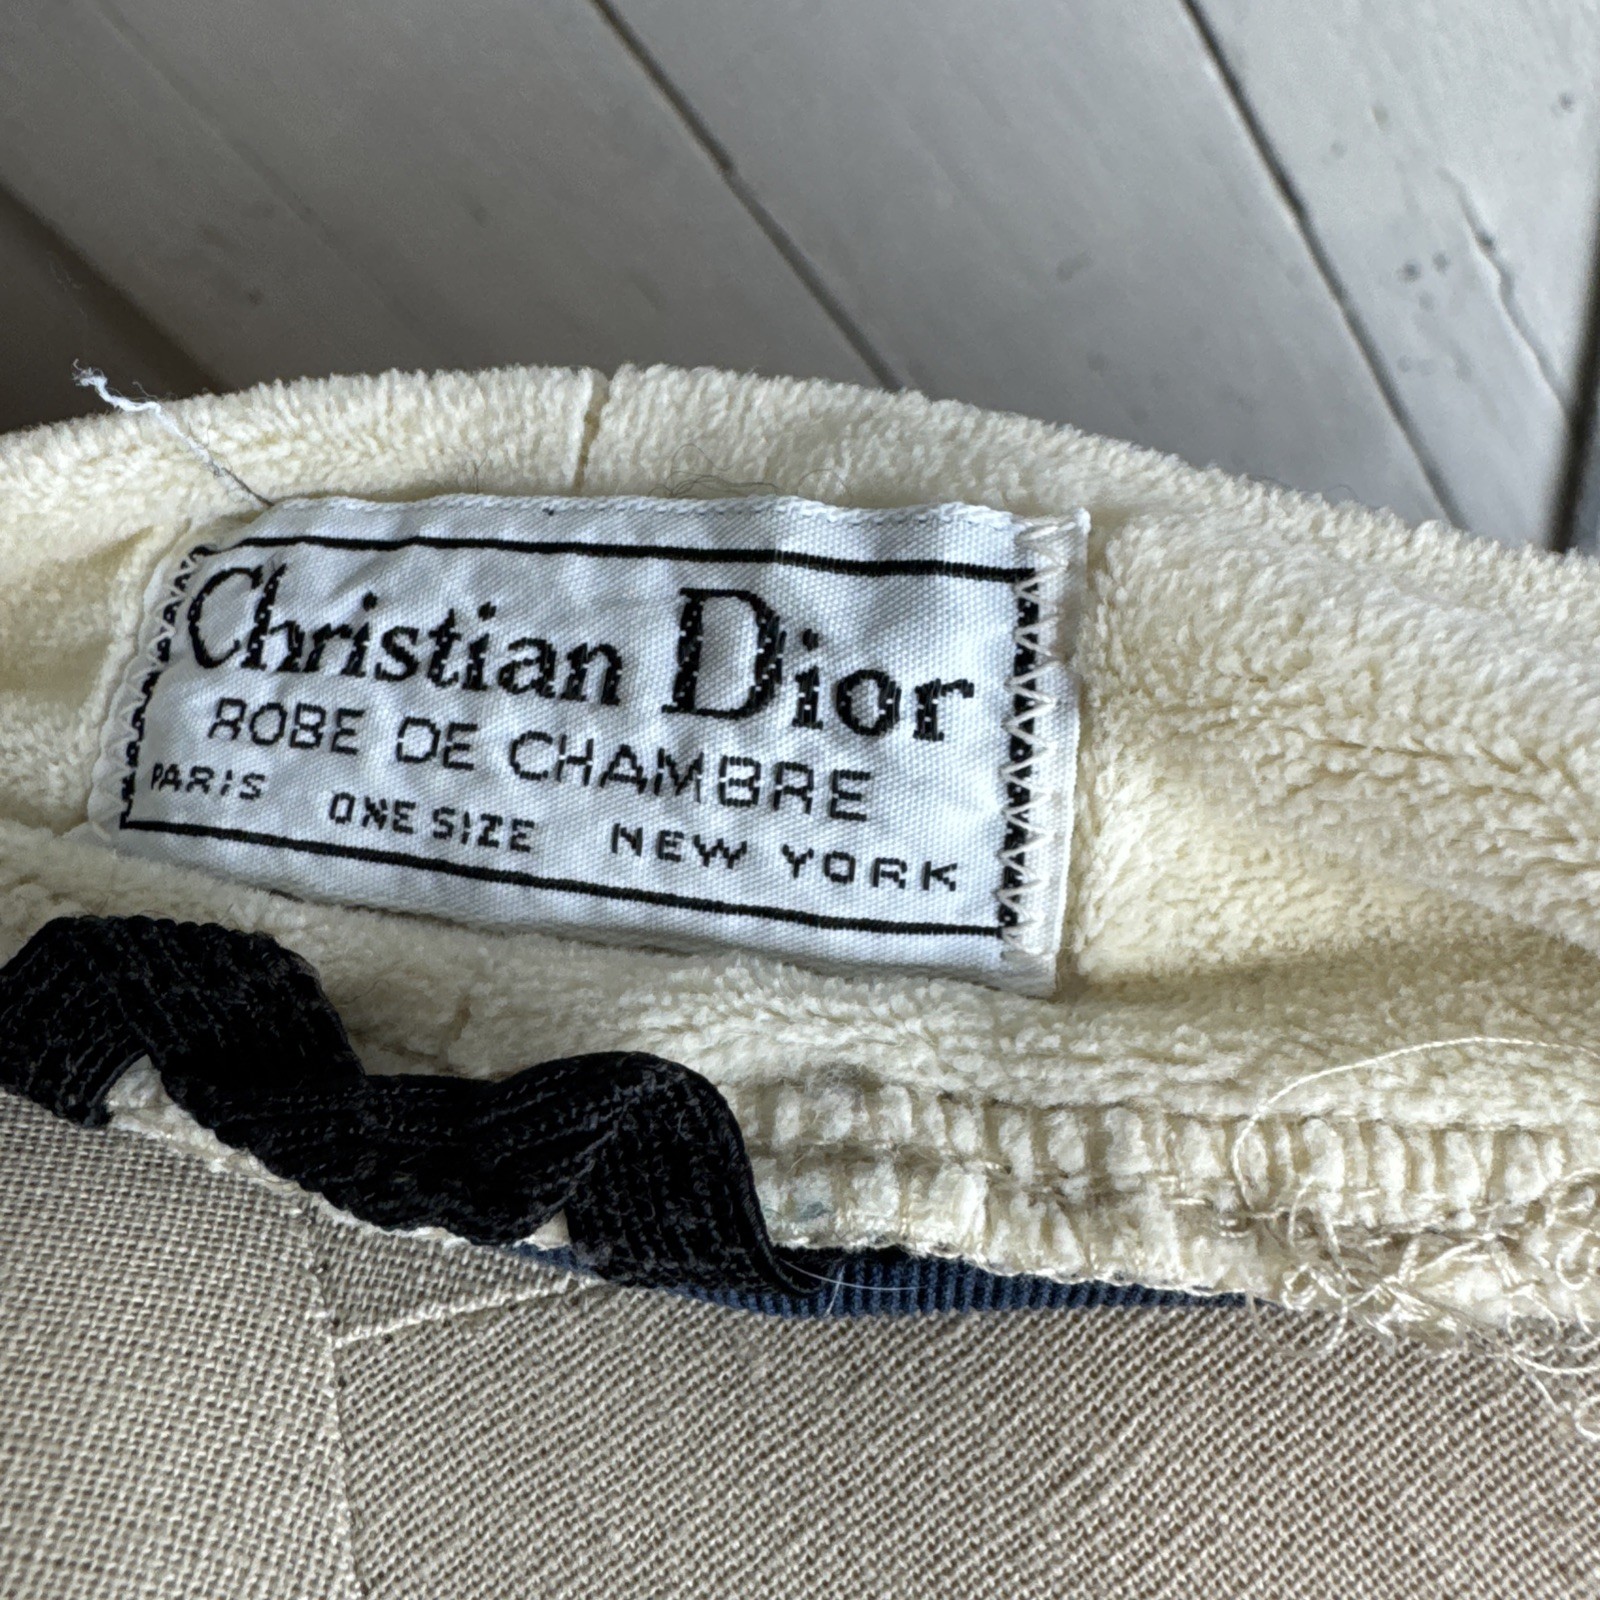 Christian Dior
ROBE DE CHAMBRE
PARIS ONE SIZE NEW YORK